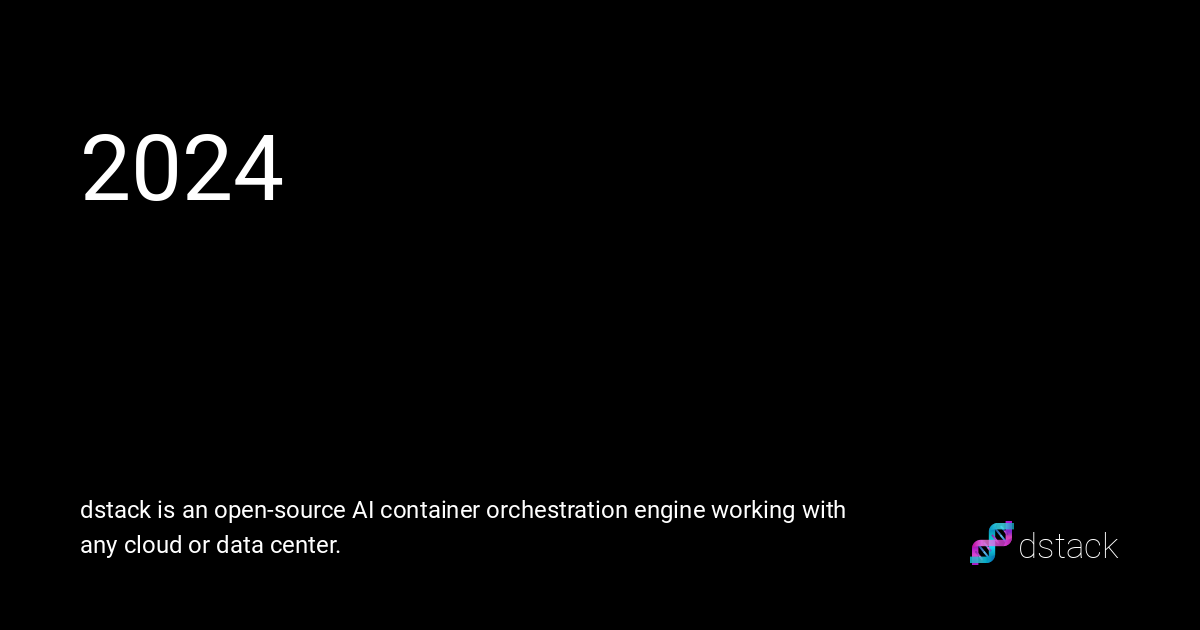 2024
dstack is an open-source AI container orchestration engine working with
any cloud or data center.
dstack